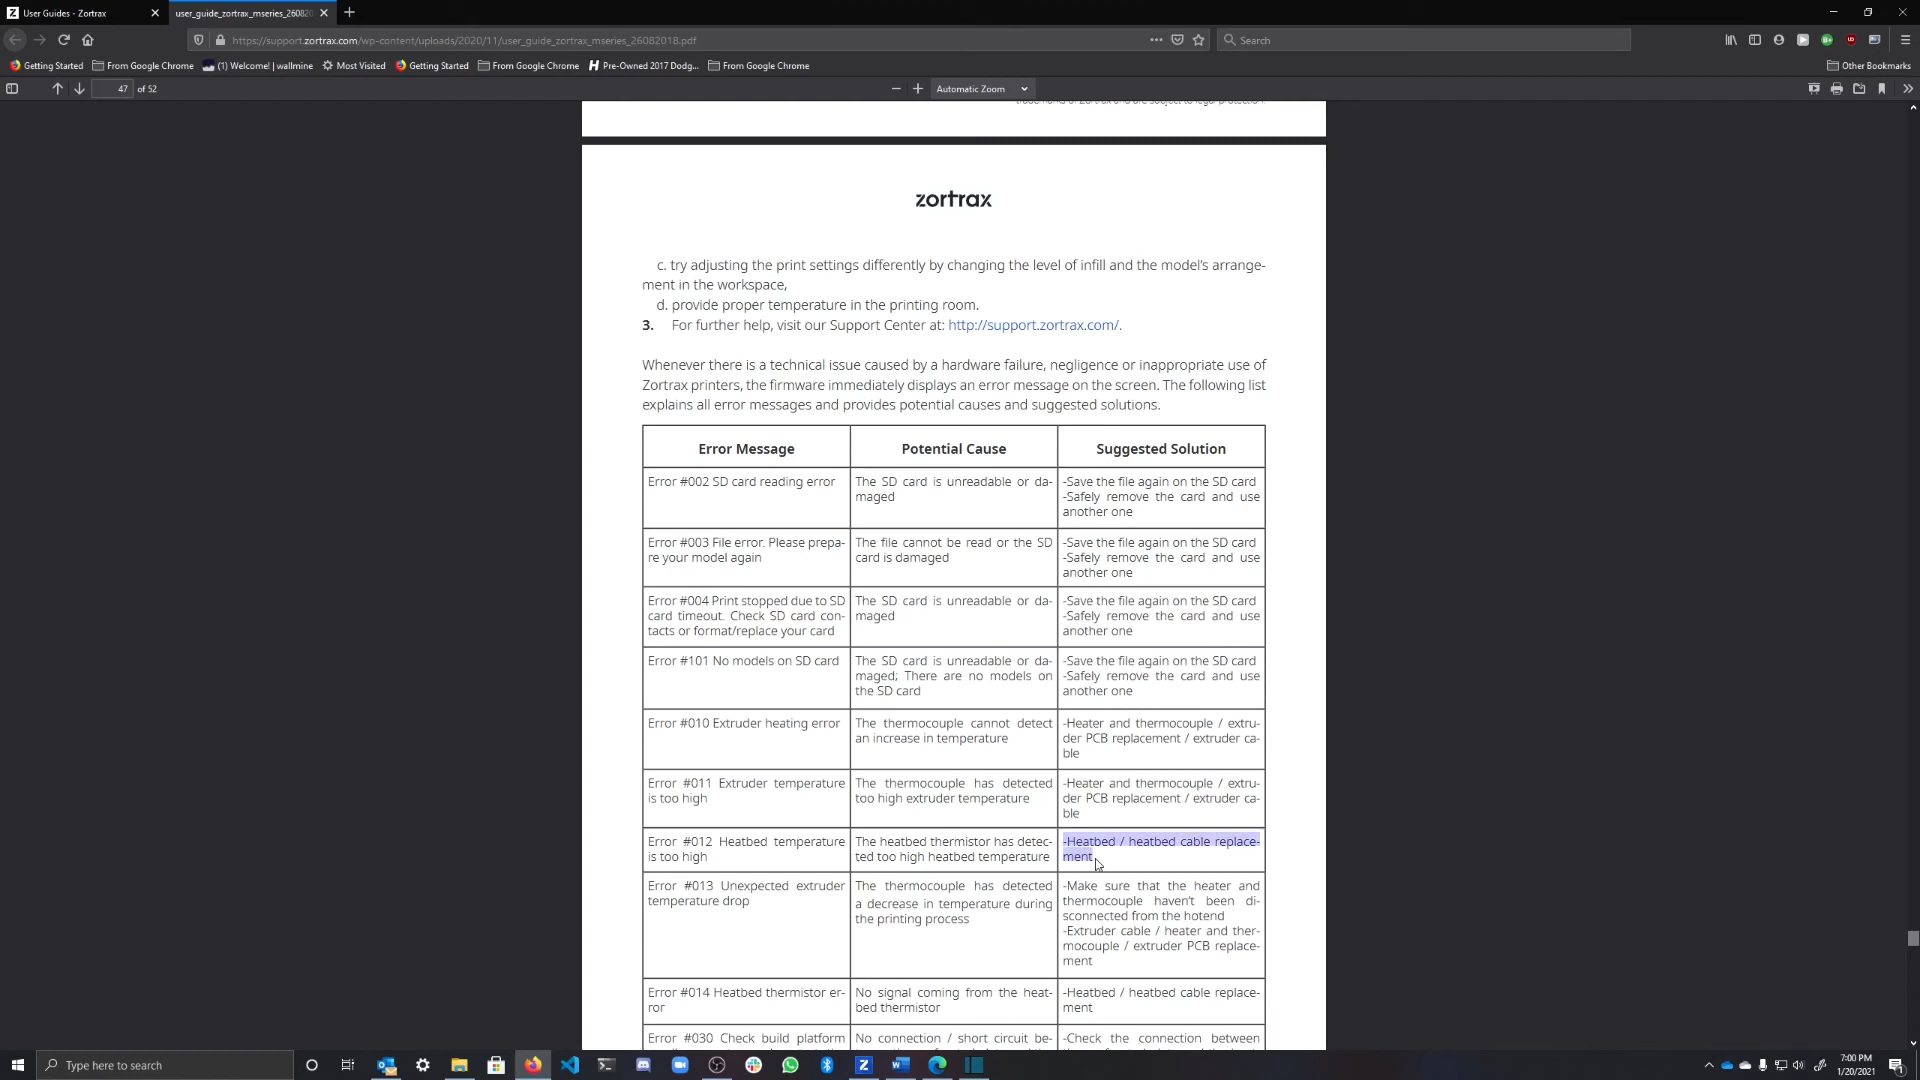 User Guides - Zortrax
user_guide_zortrax_mseries_260820
https://support.zortrax.com/wp-content/uploads/2020/11/user_guide_zortrax_mseries_26082018.pdf
Search
Getting Started
From Google Chrome
(1) Welcome! | wallmine
Most Visited
Getting Started
From Google Chrome
Pre-Owned 2017 Dodg...
From Google Chrome
Other Bookmarks
47 of 52
Automatic Zoom
trademarks of Zortrax and are subject to legal protection.
zortrax
c. try adjusting the print settings differently by changing the level of infill and the model's arrange-
ment in the workspace,
d. provide proper temperature in the printing room.
3. For further help, visit our Support Center at: http://support.zortrax.com/.
Whenever there is a technical issue caused by a hardware failure, negligence or inappropriate use of
Zortrax printers, the firmware immediately displays an error message on the screen. The following list
explains all error messages and provides potential causes and suggested solutions.
Error Message
Potential Cause
Suggested Solution
Error #002 SD card reading error
The SD card is unreadable or da-
maged
-Save the file again on the SD card
-Safely remove the card and use
another one
Error #003 File error. Please prepa-
re your model again
The file cannot be read or the SD
card is damaged
-Save the file again on the SD card
-Safely remove the card and use
another one
Error #004 Print stopped due to SD
card timeout. Check SD card con-
tacts or format/replace your card
The SD card is unreadable or da-
maged
-Save the file again on the SD card
-Safely remove the card and use
another one
Error #101 No models on SD card
The SD card is unreadable or da-
maged; There are no models on
the SD card
-Save the file again on the SD card
-Safely remove the card and use
another one
Error #010 Extruder heating error
The thermocouple cannot detect
an increase in temperature
-Heater and thermocouple / extru-
der PCB replacement / extruder ca-
ble
Error #011 Extruder temperature
is too high
The thermocouple has detected
too high extruder temperature
-Heater and thermocouple / extru-
der PCB replacement / extruder ca-
ble
Error #012 Heatbed temperature
is too high
The heatbed thermistor has detec-
ted too high heatbed temperature
-Heatbed / heatbed cable replace-
ment
Error #013 Unexpected extruder
temperature drop
The thermocouple has detected
a decrease in temperature during
the printing process
-Make sure that the heater and
thermocouple haven't been di-
sconnected from the hotend
-Extruder cable / heater and ther-
mocouple / extruder PCB replace-
ment
Error #014 Heatbed thermistor er-
ror
No signal coming from the heat-
bed thermistor
-Heatbed / heatbed cable replace-
ment
Error #030 Check build platform
No connection / short circuit be-
-Check the connection between
Type here to search
7:00 PM
1/20/2021